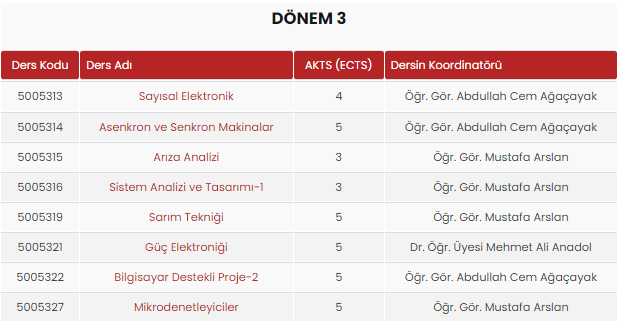 DÖNEM 3
Ders Kodu Ders Adı AKTS (ECTS) Dersin Koordinatörü
5005313 Sayısal Elektronik 4 Öğr. Gör. Abdullah Cem Ağaçayak
5005314 Asenkron ve Senkron Makinalar 5 Öğr. Gör. Abdullah Cem Ağaçayak
5005315 Arıza Analizi 3 Öğr. Gör. Mustafa Arslan
5005316 Sistem Analizi ve Tasarımı-1 3 Öğr. Gör. Mustafa Arslan
5005319 Sarım Tekniği 5 Öğr. Gör. Mustafa Arslan
5005321 Güç Elektroniği 5 Dr. Öğr. Üyesi Mehmet Ali Anadol
5005322 Bilgisayar Destekli Proje-2 5 Öğr. Gör. Abdullah Cem Ağaçayak
5005327 Mikrodenetleyiciler 5 Öğr. Gör. Mustafa Arslan